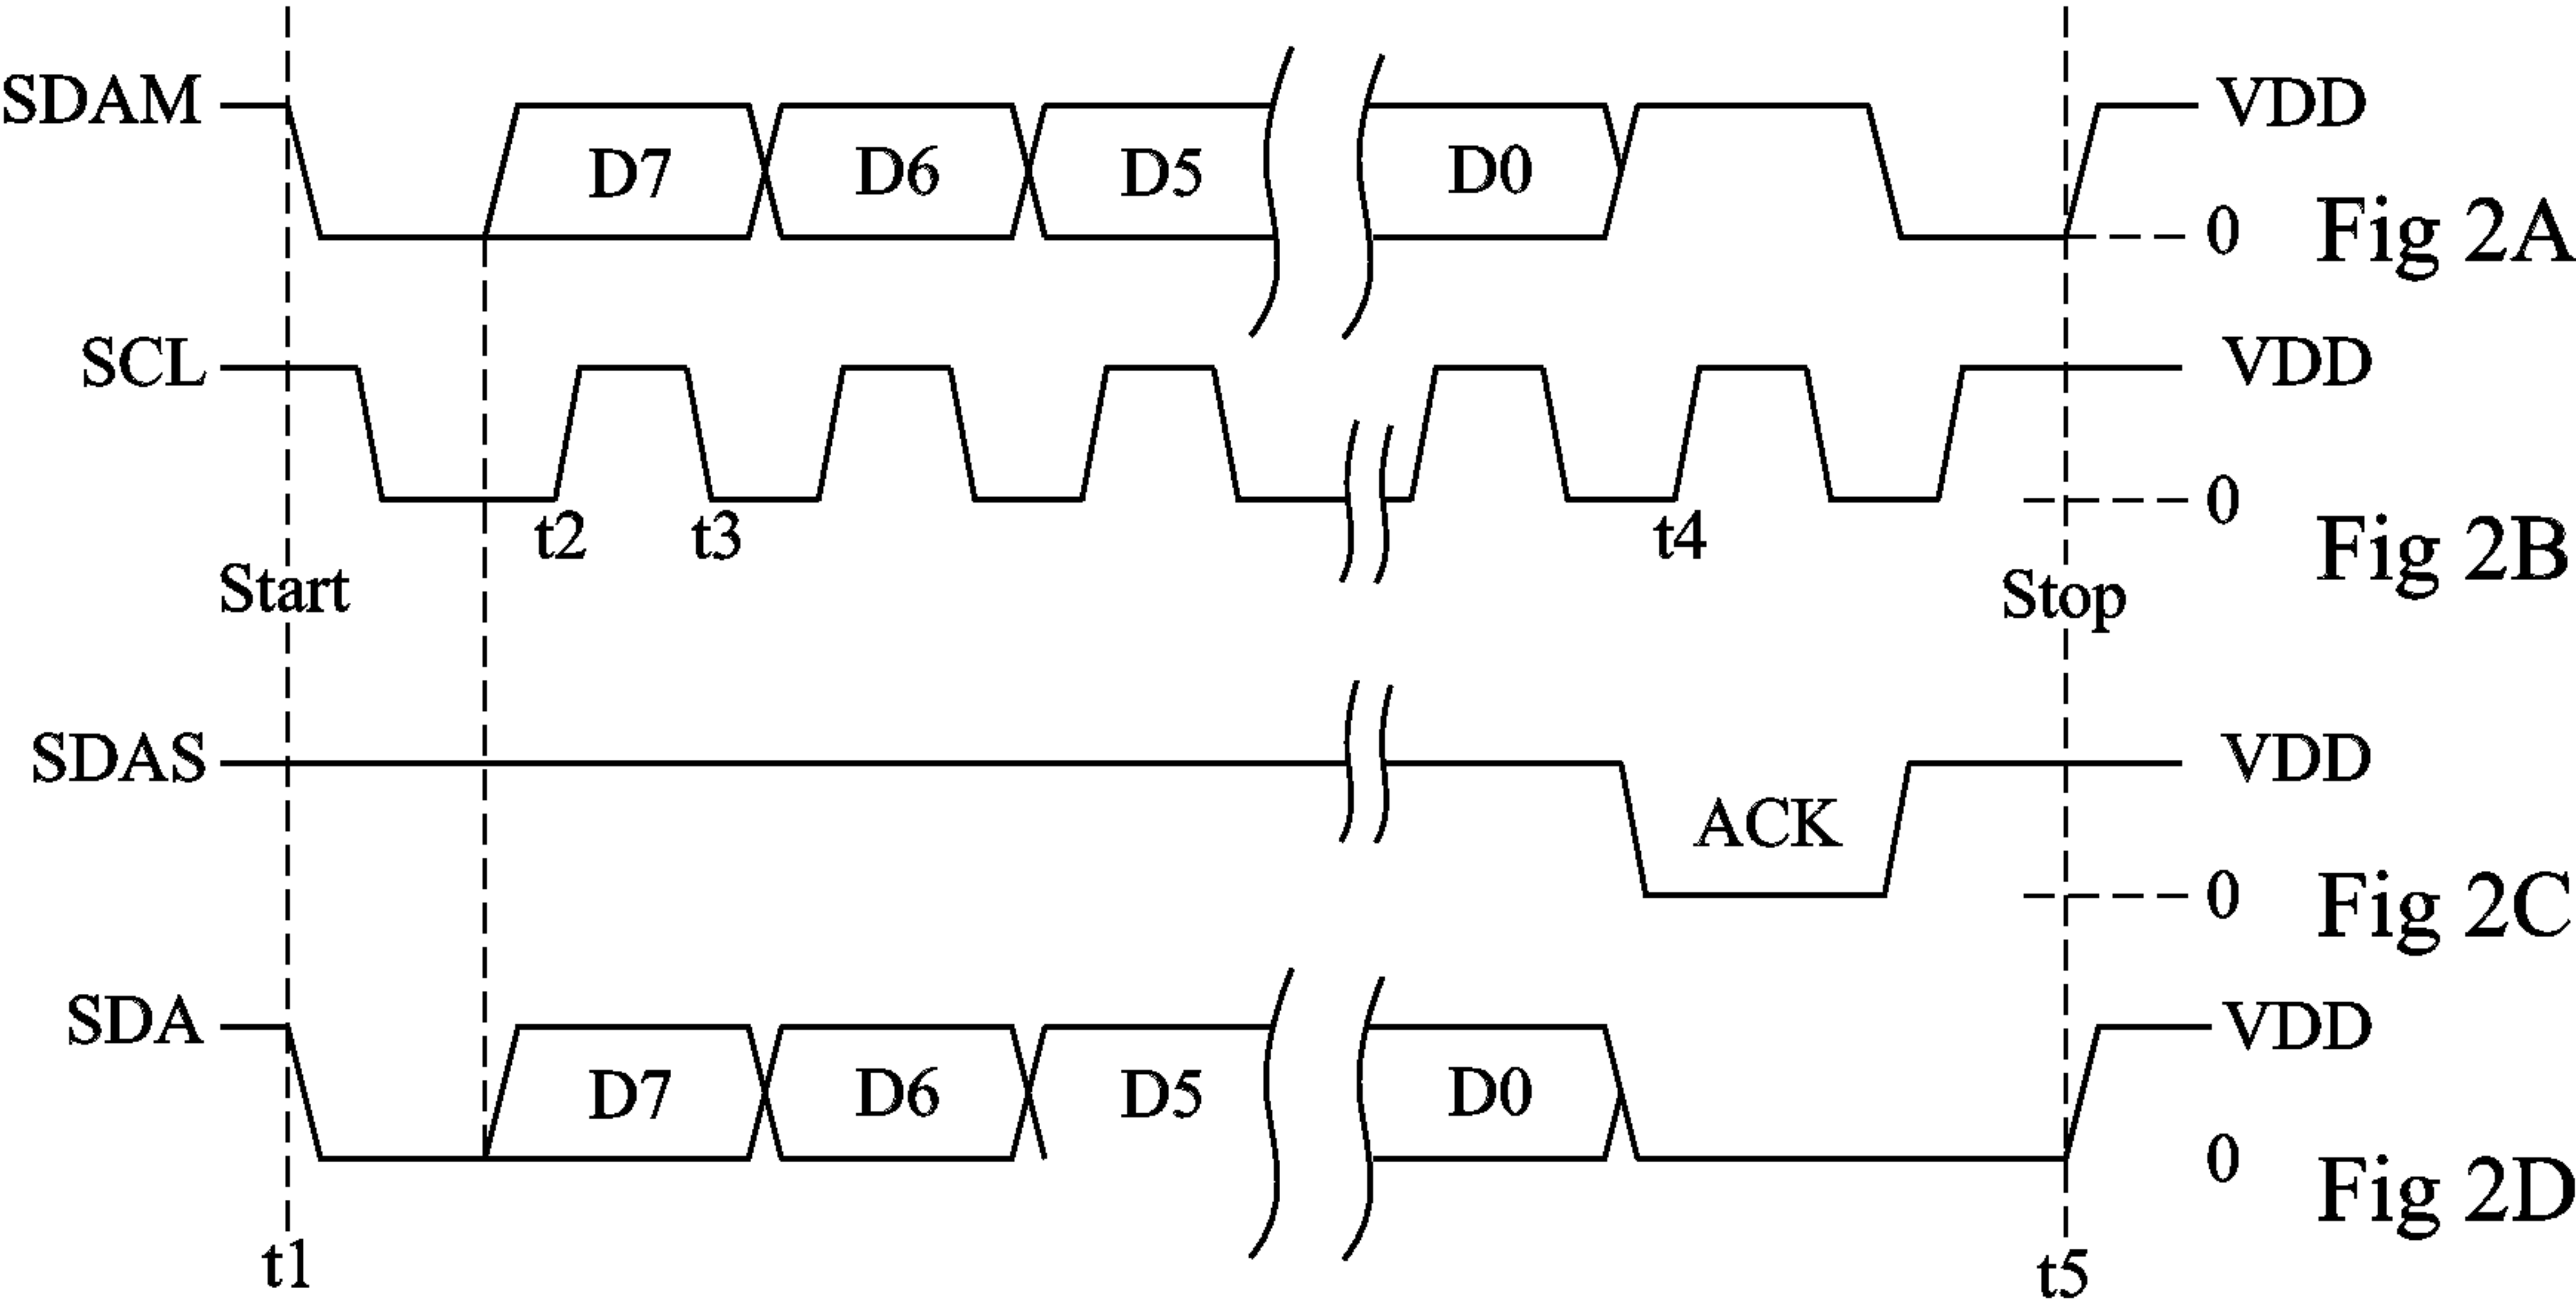 SDAM D7 D6 D5 D0 VDD
0 Fig 2A
SCL VDD
t2 t3 t4 0 Fig 2B
Start Stop
SDAS VDD
ACK
0 Fig 2C
SDA D7 D6 D5 D0 VDD
0 Fig 2D
t1 t5